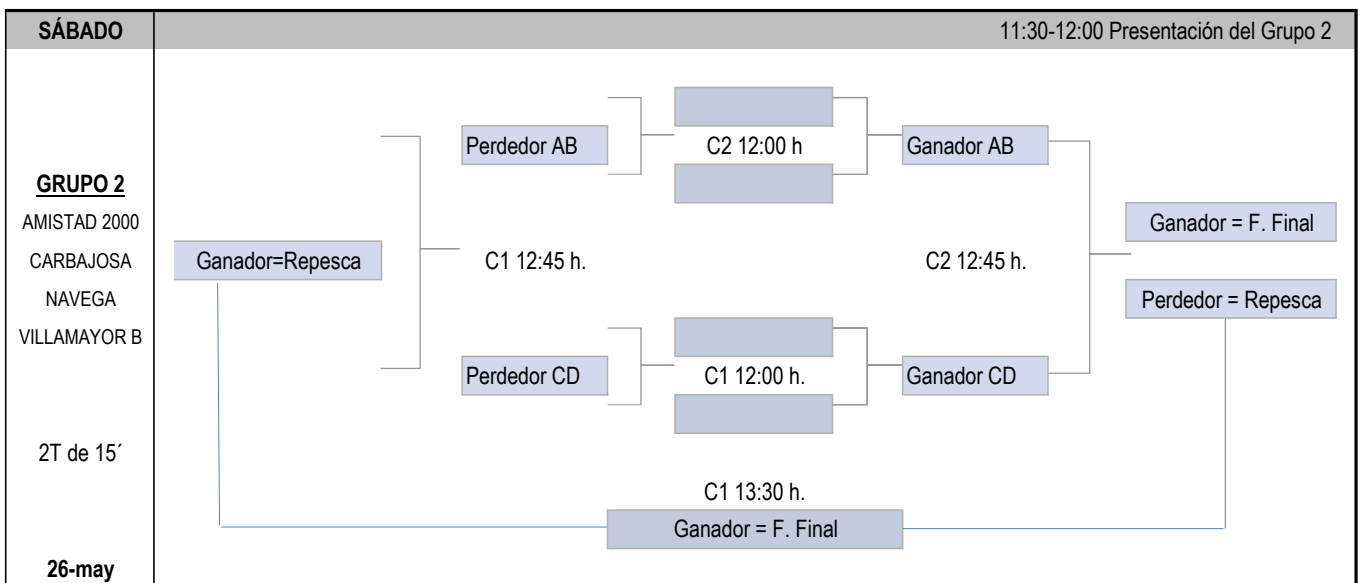 SÁBADO
11:30-12:00 Presentación del Grupo 2
GRUPO 2
AMISTAD 2000
CARBAJOSA
NAVEGA
VILLAMAYOR B
2T de 15´
26-may
Perdedor AB
C2 12:00 h
Ganador AB
Ganador = F. Final
Ganador=Repesca
C1 12:45 h.
C2 12:45 h.
Perdedor = Repesca
Perdedor CD
C1 12:00 h.
Ganador CD
C1 13:30 h.
Ganador = F. Final